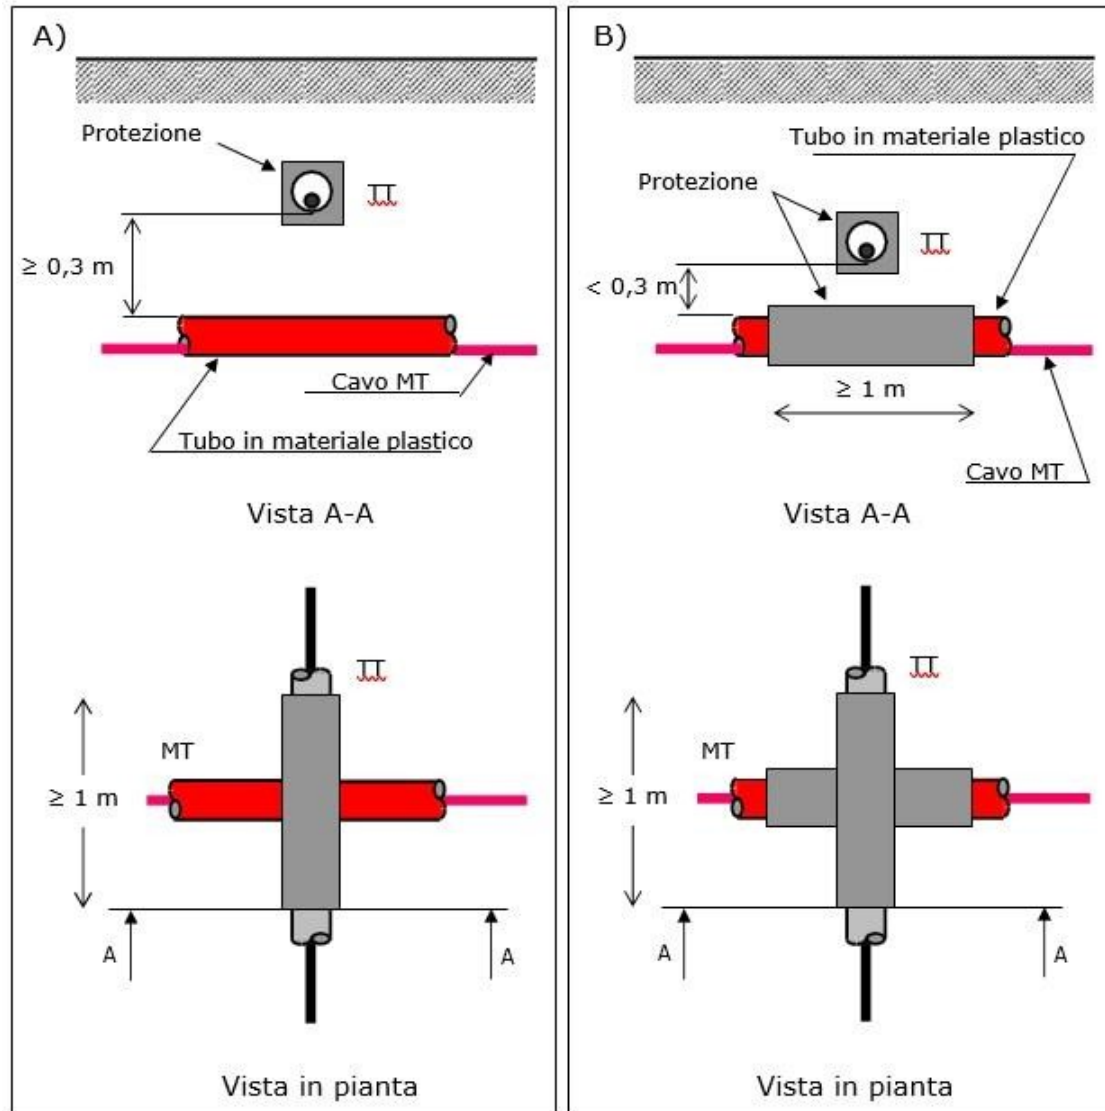 A)
Protezione
TT
≥ 0,3 m
Cavo MT
Tubo in materiale plastico
Vista A-A
TT
MT
≥ 1 m
A
A
Vista in pianta
B)
Tubo in materiale plastico
Protezione
TT
< 0,3 m
≥ 1 m
Cavo MT
Vista A-A
TT
MT
≥ 1 m
A
A
Vista in pianta